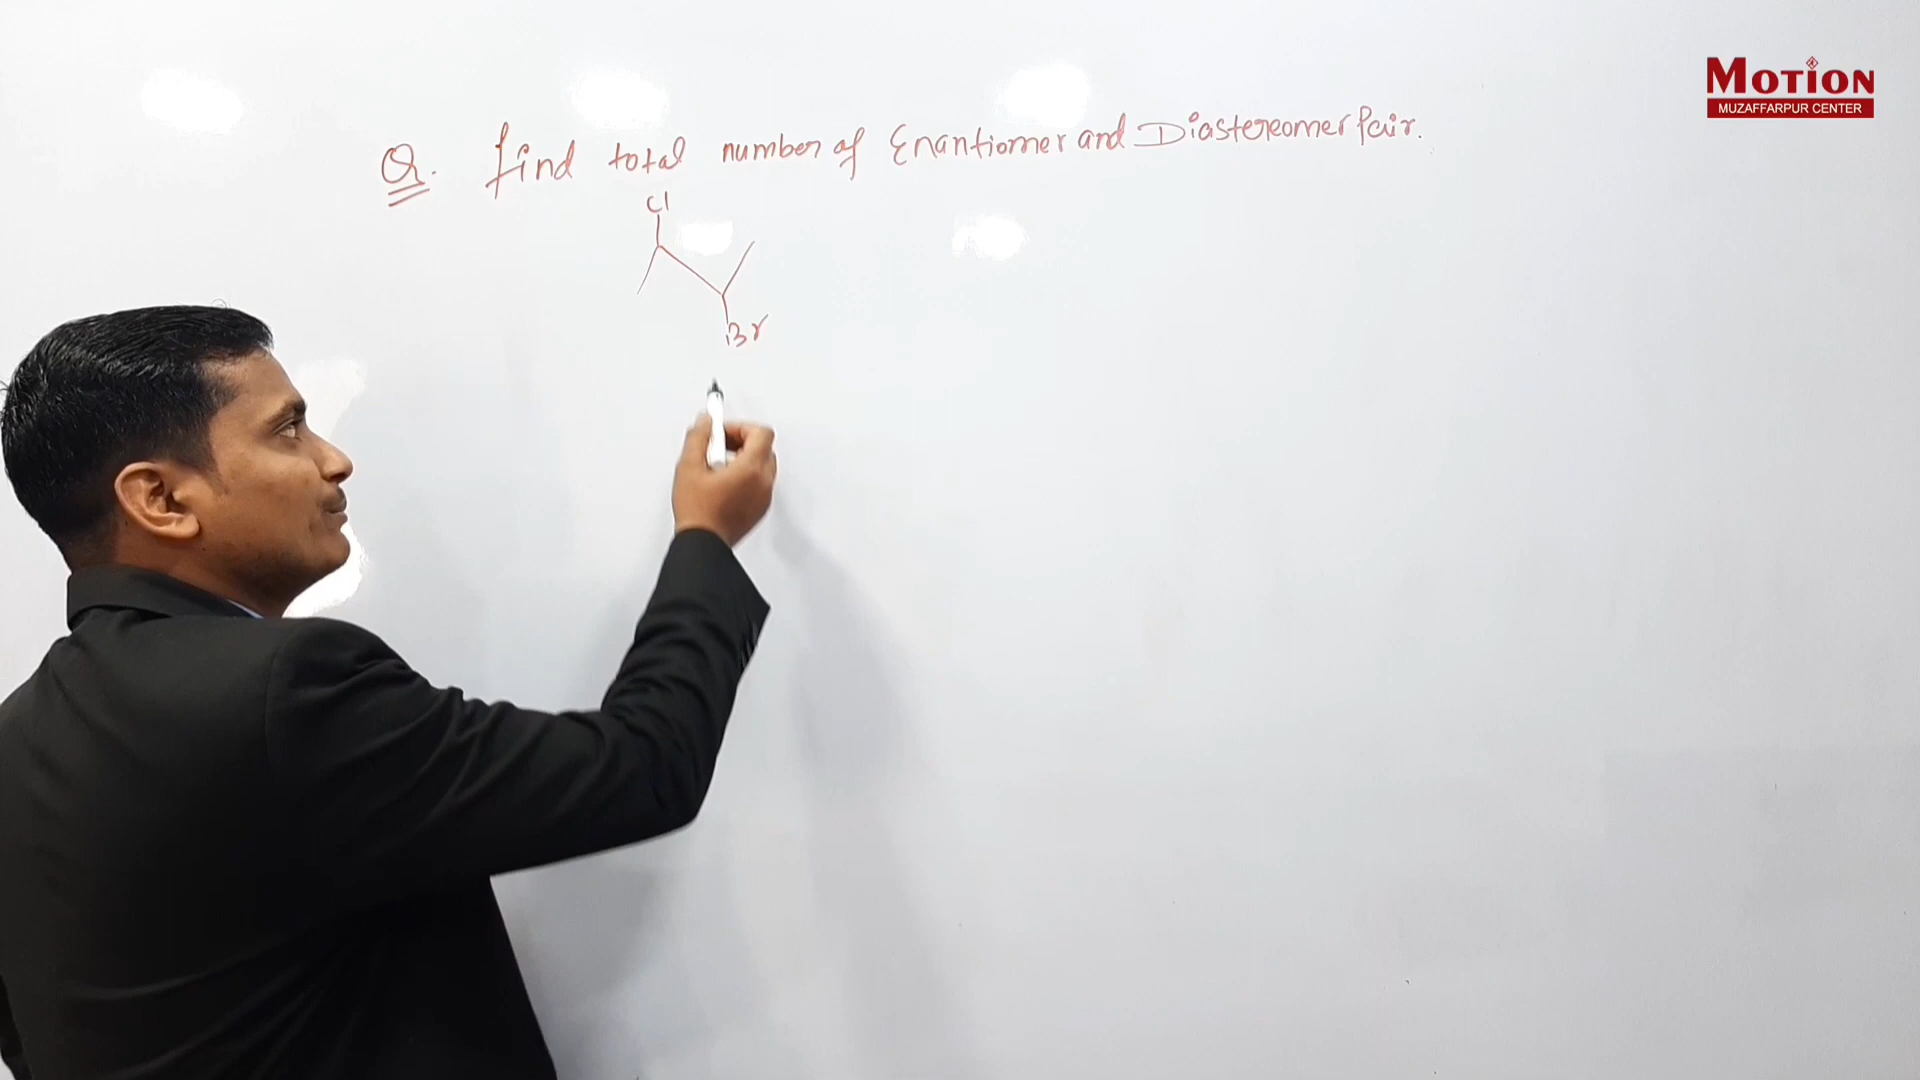 MOTION
MUZAFFARPUR CENTER
Q. find total number of Enantiomer and Diastereomer Pair.
Cl
Br